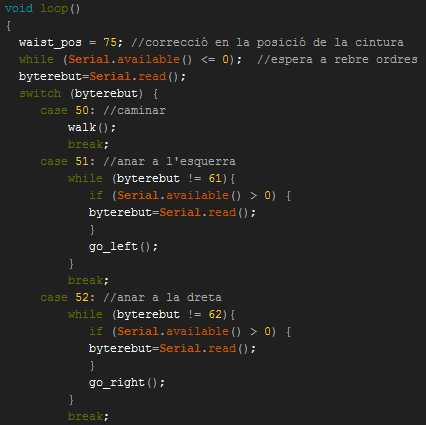 void loop()
{
waist_pos = 75; //correcció en la posició de la cintura
while (Serial.available() <= 0);  //espera a rebre ordres
byterebut=Serial.read();
switch (byterebut) {
case 50: //caminar
walk();
break;
case 51: //anar a l'esquerra
while (byterebut != 61){
if (Serial.available() > 0) {
byterebut=Serial.read();
}
go_left();
}
break;
case 52: //anar a la dreta
while (byterebut != 62){
if (Serial.available() > 0) {
byterebut=Serial.read();
}
go_right();
}
break;